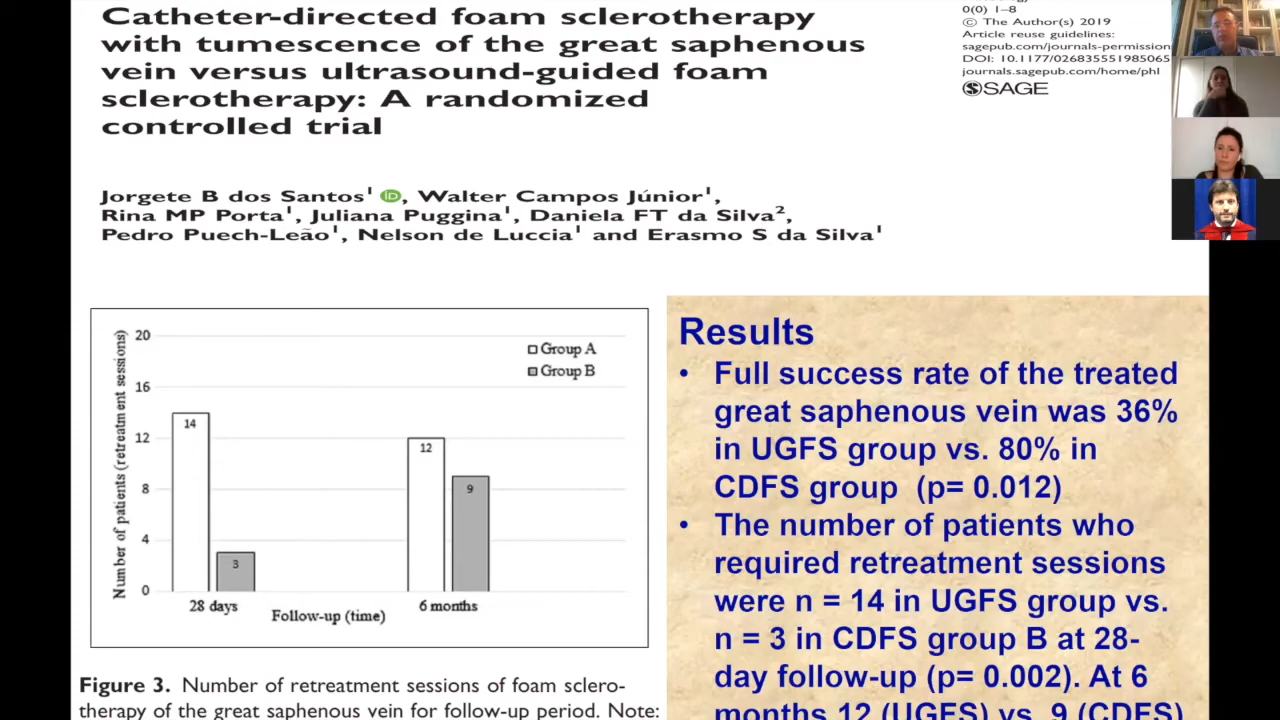 Catheter-directed foam sclerotherapy
with tumescence of the great saphenous
vein versus ultrasound-guided foam
sclerotherapy: A randomized
controlled trial
0(0) 1–8
© The Author(s) 2019
Article reuse guidelines:
sagepub.com/journals-permission
DOI: 10.1177/026835551985065
journals.sagepub.com/home/phl
SAGE
Jorgete B dos Santos¹ iD, Walter Campos Júnior¹,
Rina MP Porta¹, Juliana Puggina¹, Daniela FT da Silva²,
Pedro Puech-Leão¹, Nelson de Luccia¹ and Erasmo S da Silva¹
Number of patients (retreatment sessions)
20
16
12
8
4
0
Group A
Group B
14
3
12
9
28 days
6 months
Follow-up (time)
Figure 3. Number of retreatment sessions of foam sclero-
therapy of the great saphenous vein for follow-up period. Note:
Results
• Full success rate of the treated
great saphenous vein was 36%
in UGFS group vs. 80% in
CDFS group (p= 0.012)
• The number of patients who
required retreatment sessions
were n = 14 in UGFS group vs.
n = 3 in CDFS group B at 28-
day follow-up (p= 0.002). At 6
months 12 (UGFS) vs. 9 (CDFS)